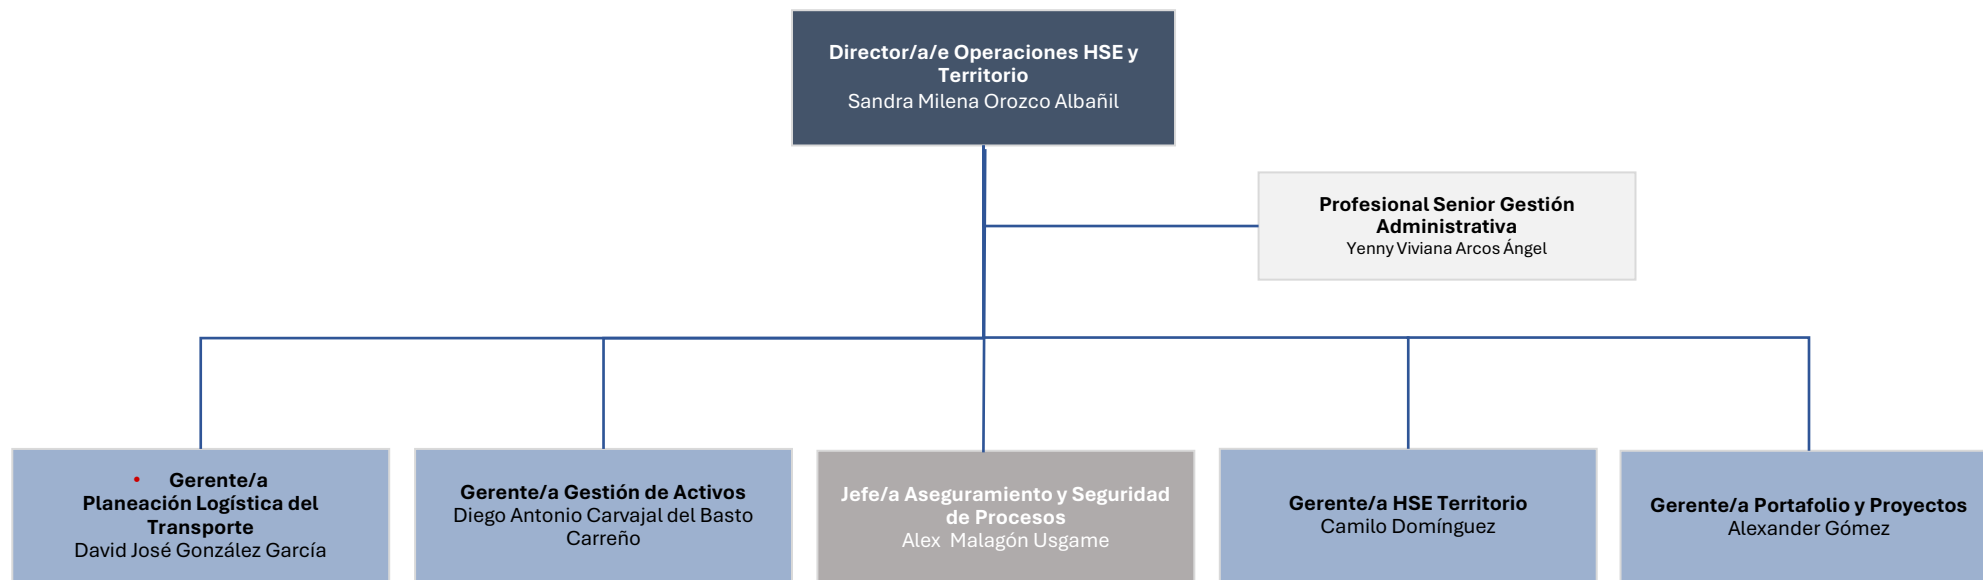 Director/a/e Operaciones HSE y
Territorio
Sandra Milena Orozco Albañil
Profesional Senior Gestión
Administrativa
Yenny Viviana Arcos Ángel
• Gerente/a
Planeación Logística del
Transporte
David José González García
Gerente/a Gestión de Activos
Diego Antonio Carvajal del Basto
Carreño
Jefe/a Aseguramiento y Seguridad
de Procesos
Alex  Malagón Usgame
Gerente/a HSE Territorio
Camilo Domínguez
Gerente/a Portafolio y Proyectos
Alexander Gómez